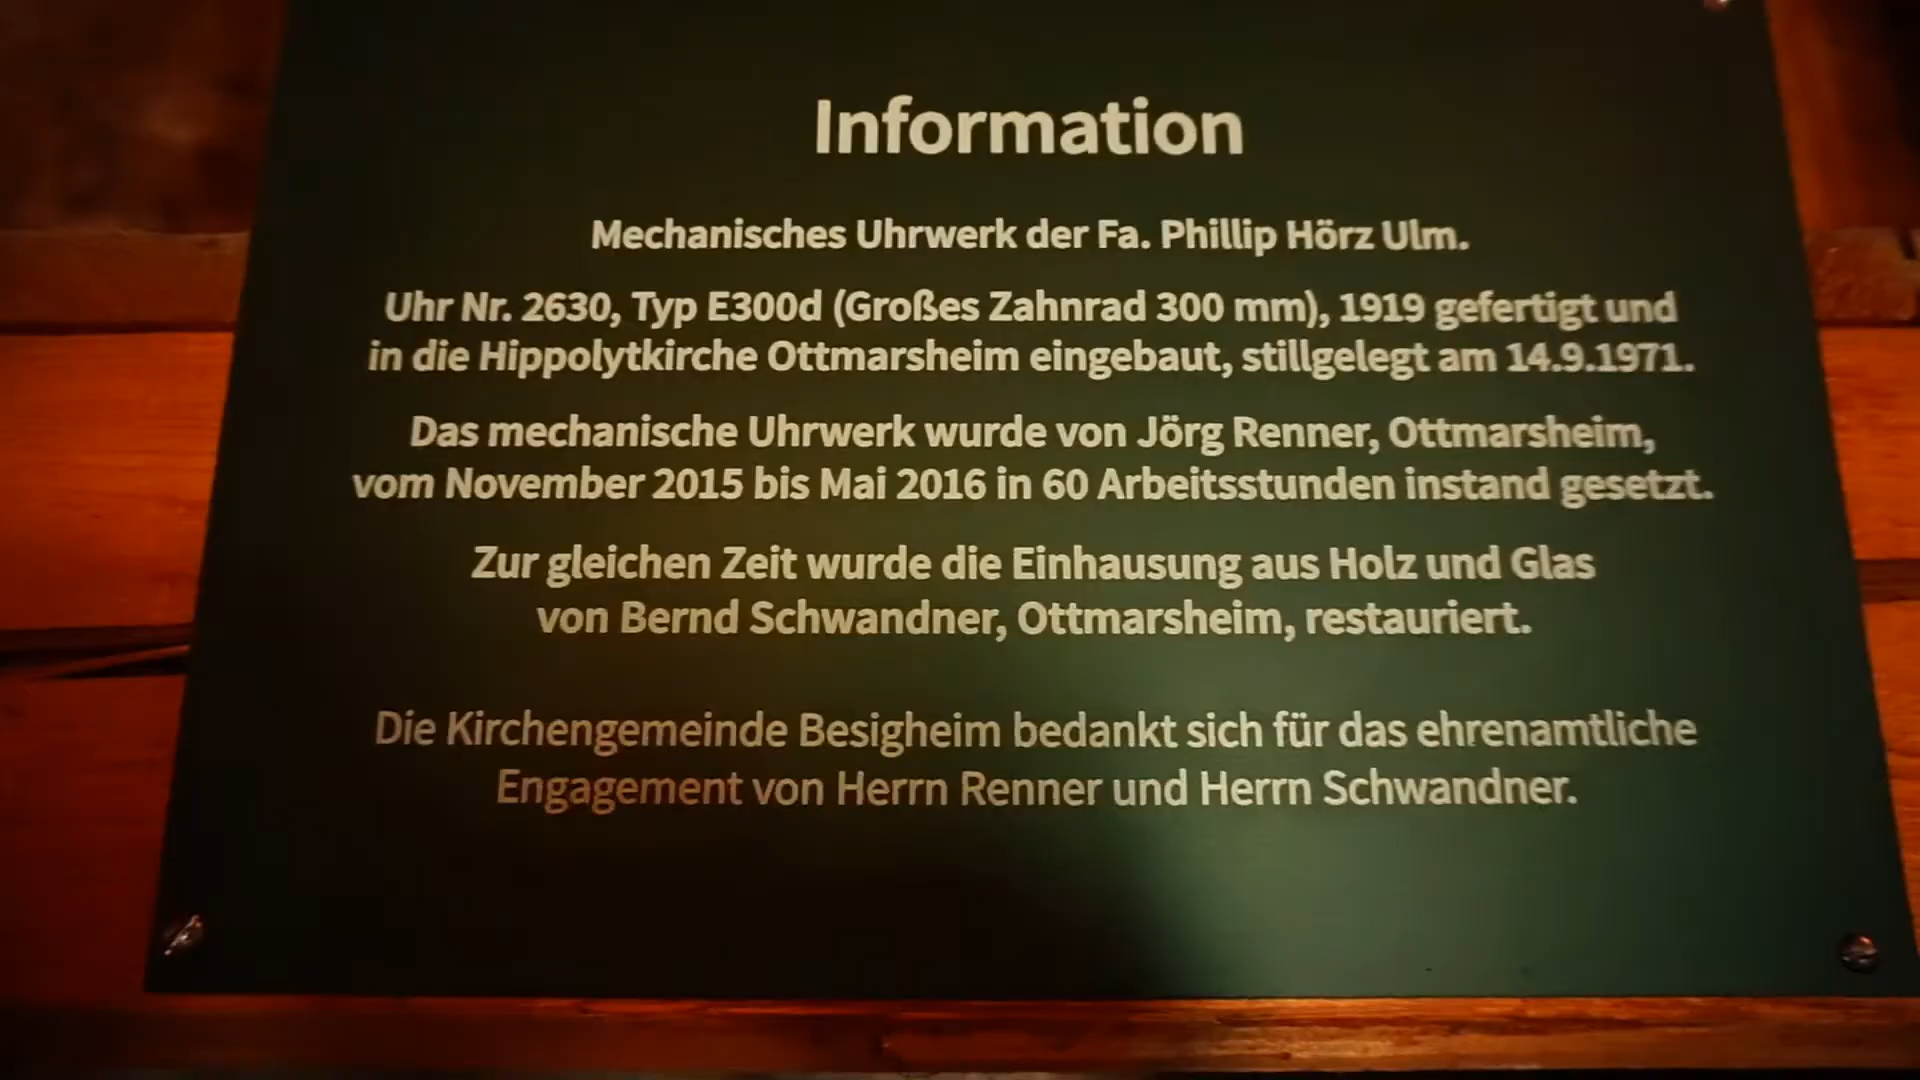 Information
Mechanisches Uhrwerk der Fa. Phillip Hörz Ulm.
Uhr Nr. 2630, Typ E300d (Großes Zahnrad 300 mm), 1919 gefertigt und
in die Hippolytkirche Ottmarsheim eingebaut, stillgelegt am 14.9.1971.
Das mechanische Uhrwerk wurde von Jörg Renner, Ottmarsheim,
vom November 2015 bis Mai 2016 in 60 Arbeitsstunden instand gesetzt.
Zur gleichen Zeit wurde die Einhausung aus Holz und Glas
von Bernd Schwandner, Ottmarsheim, restauriert.
Die Kirchengemeinde Besigheim bedankt sich für das ehrenamtliche
Engagement von Herrn Renner und Herrn Schwandner.